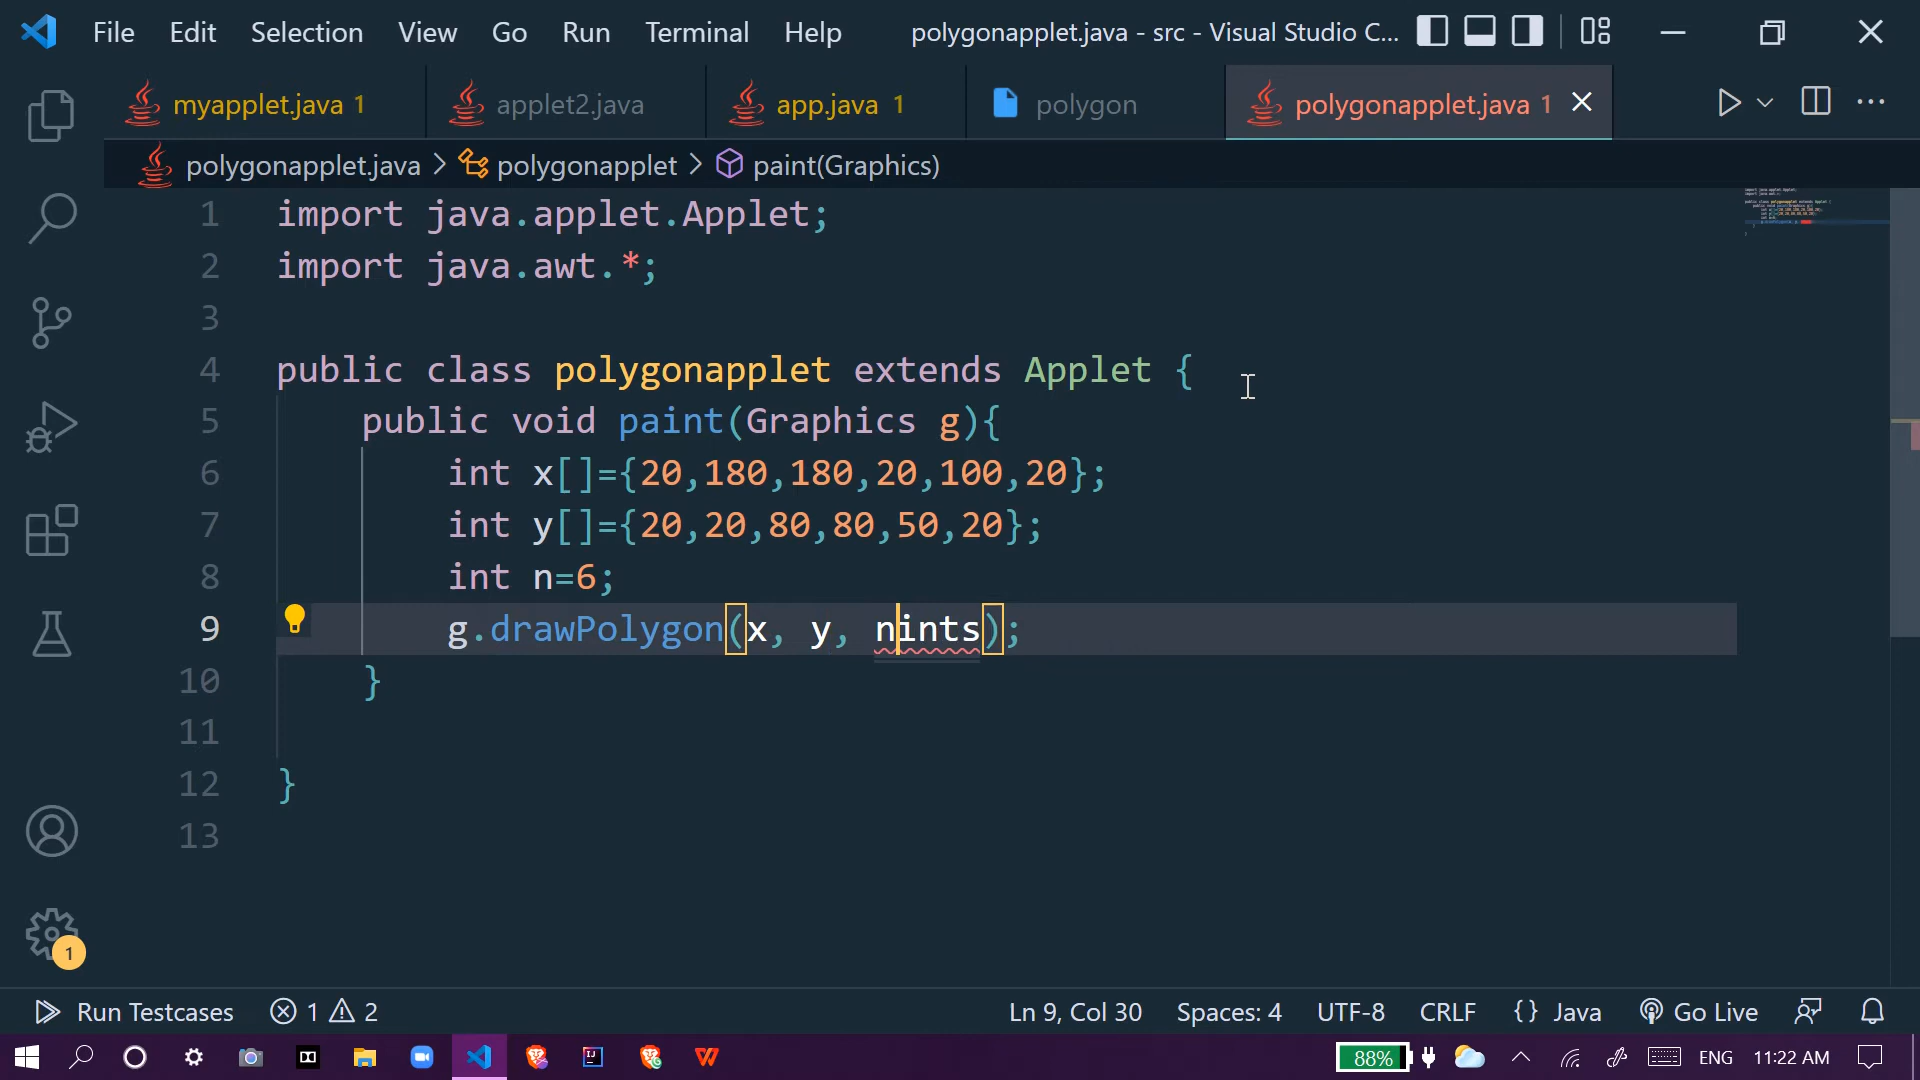 File Edit Selection View Go Run Terminal Help polygonapplet.java - src - Visual Studio C...
myapplet.java 1 applet2.java app.java 1 polygon polygonapplet.java 1
polygonapplet.java > polygonapplet > paint(Graphics)
1 import java.applet.Applet;
2 import java.awt.*;
3
4 public class polygonapplet extends Applet {
5 public void paint(Graphics g){
6 int x[]={20,180,180,20,100,20};
7 int y[]={20,20,80,80,50,20};
8 int n=6;
9 g.drawPolygon(x, y, nints);
10 }
11
12 }
13
1
Run Testcases 1 2 Ln 9, Col 30 Spaces: 4 UTF-8 CRLF {} Java Go Live
88% ENG 11:22 AM